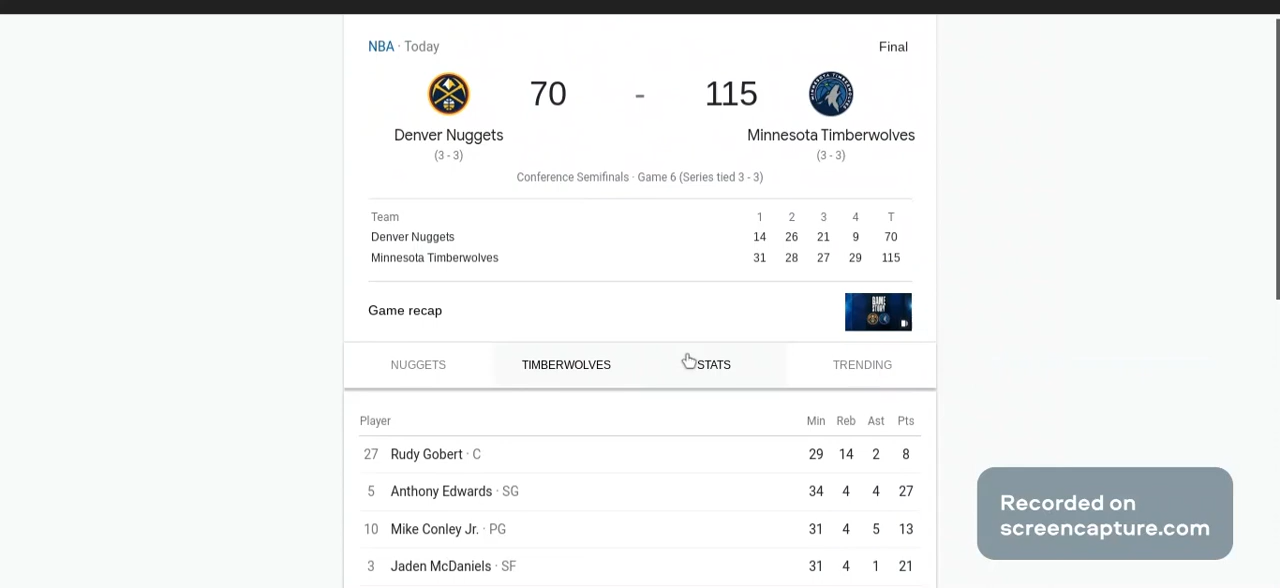 NBA · Today
Final
70 - 115
Denver Nuggets
Minnesota Timberwolves
(3 - 3)
(3 - 3)
Conference Semifinals · Game 6 (Series tied 3 - 3)
Team 1 2 3 4 T
Denver Nuggets 14 26 21 9 70
Minnesota Timberwolves 31 28 27 29 115
Game recap
GAME
STORY
NUGGETS TIMBERWOLVES STATS TRENDING
Player Min Reb Ast Pts
27 Rudy Gobert · C 29 14 2 8
5 Anthony Edwards · SG 34 4 4 27
10 Mike Conley Jr. · PG 31 4 5 13
3 Jaden McDaniels · SF 31 4 1 21
Recorded on
screencapture.com